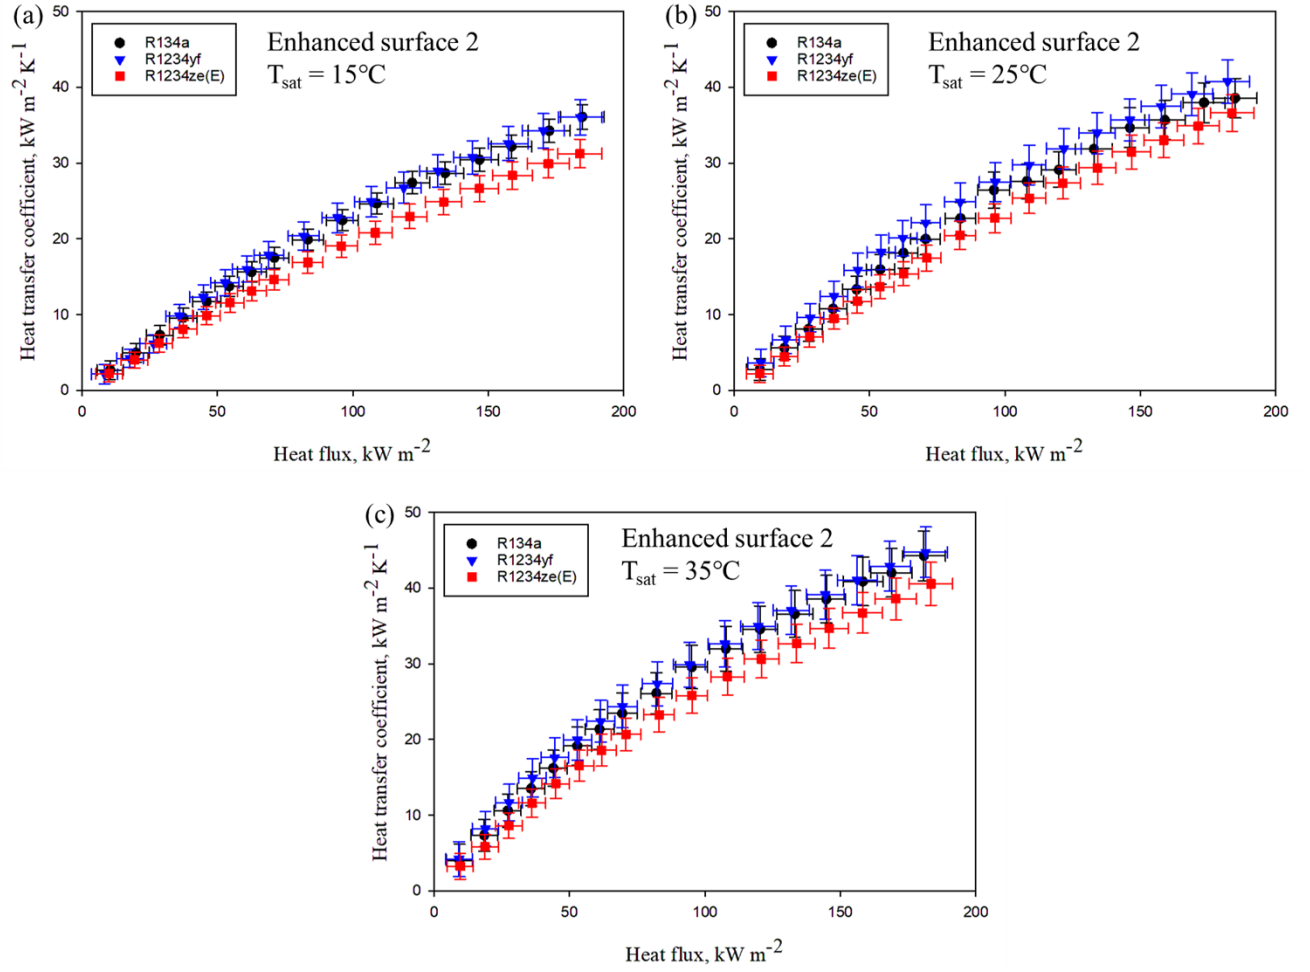 (a)
Heat transfer coefficient, kW m-2 K-1
50
40
30
20
10
0
R134a
R1234yf
R1234ze(E)
Enhanced surface 2
Tsat = 15°C
0 50 100 150 200
Heat flux, kW m-2
(b)
Heat transfer coefficient, kW m-2 K-1
50
40
30
20
10
0
R134a
R1234yf
R1234ze(E)
Enhanced surface 2
Tsat = 25°C
0 50 100 150 200
Heat flux, kW m-2
(c)
Heat transfer coefficient, kW m-2 K-1
50
40
30
20
10
0
R134a
R1234yf
R1234ze(E)
Enhanced surface 2
Tsat = 35°C
0 50 100 150 200
Heat flux, kW m-2